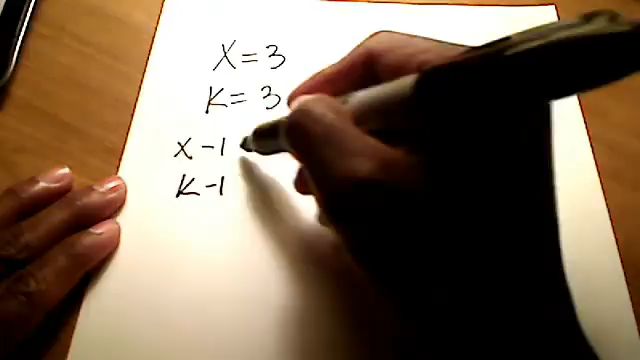 X = 3
K = 3
x - 1
K - 1